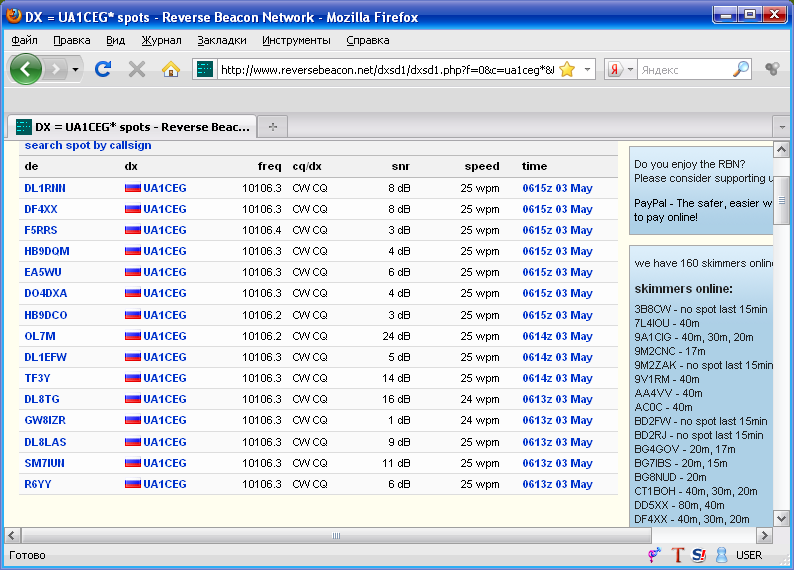 DX = UA1CEG* spots - Reverse Beacon Network - Mozilla Firefox
Файл Правка Вид Журнал Закладки Инструменты Справка
http://www.reversebeacon.net/dxsd1/dxsd1.php?f=0&c=ua1ceg*&t
Я Яндекс
DX = UA1CEG* spots - Reverse Beac...
search spot by callsign
de dx freq cq/dx snr speed time
DL1RNN UA1CEG 10106.3 CW CQ 8 dB 25 wpm 0615z 03 May
DF4XX UA1CEG 10106.3 CW CQ 8 dB 25 wpm 0615z 03 May
F5RRS UA1CEG 10106.4 CW CQ 3 dB 25 wpm 0615z 03 May
HB9DQM UA1CEG 10106.3 CW CQ 4 dB 25 wpm 0615z 03 May
EA5WU UA1CEG 10106.3 CW CQ 6 dB 25 wpm 0615z 03 May
DO4DXA UA1CEG 10106.3 CW CQ 4 dB 25 wpm 0615z 03 May
HB9DCO UA1CEG 10106.2 CW CQ 3 dB 25 wpm 0615z 03 May
OL7M UA1CEG 10106.2 CW CQ 24 dB 25 wpm 0614z 03 May
DL1EFW UA1CEG 10106.3 CW CQ 5 dB 25 wpm 0614z 03 May
TF3Y UA1CEG 10106.3 CW CQ 14 dB 25 wpm 0614z 03 May
DL8TG UA1CEG 10106.3 CW CQ 16 dB 24 wpm 0613z 03 May
GW8IZR UA1CEG 10106.3 CW CQ 1 dB 24 wpm 0613z 03 May
DL8LAS UA1CEG 10106.3 CW CQ 9 dB 25 wpm 0613z 03 May
SM7IUN UA1CEG 10106.3 CW CQ 11 dB 25 wpm 0613z 03 May
R6YY UA1CEG 10106.3 CW CQ 6 dB 25 wpm 0613z 03 May
Do you enjoy the RBN?
Please consider supporting u
PayPal - The safer, easier w
to pay online!
we have 160 skimmers online
skimmers online:
3B8CW - no spot last 15min
7L4IOU - 40m
9A1CIG - 40m, 30m, 20m
9M2CNC - 17m
9M2ZAK - no spot last 15min
9V1RM - 40m
AA4VV - 40m
AC0C - 40m
BD2FW - no spot last 15min
BD2RJ - no spot last 15min
BG4GOV - 20m, 17m
BG7IBS - 20m, 15m
BG8NUD - 20m
CT1BOH - 40m, 30m, 20m
DD5XX - 80m, 40m
DF4XX - 40m, 30m, 20m
Готово
T S! USER